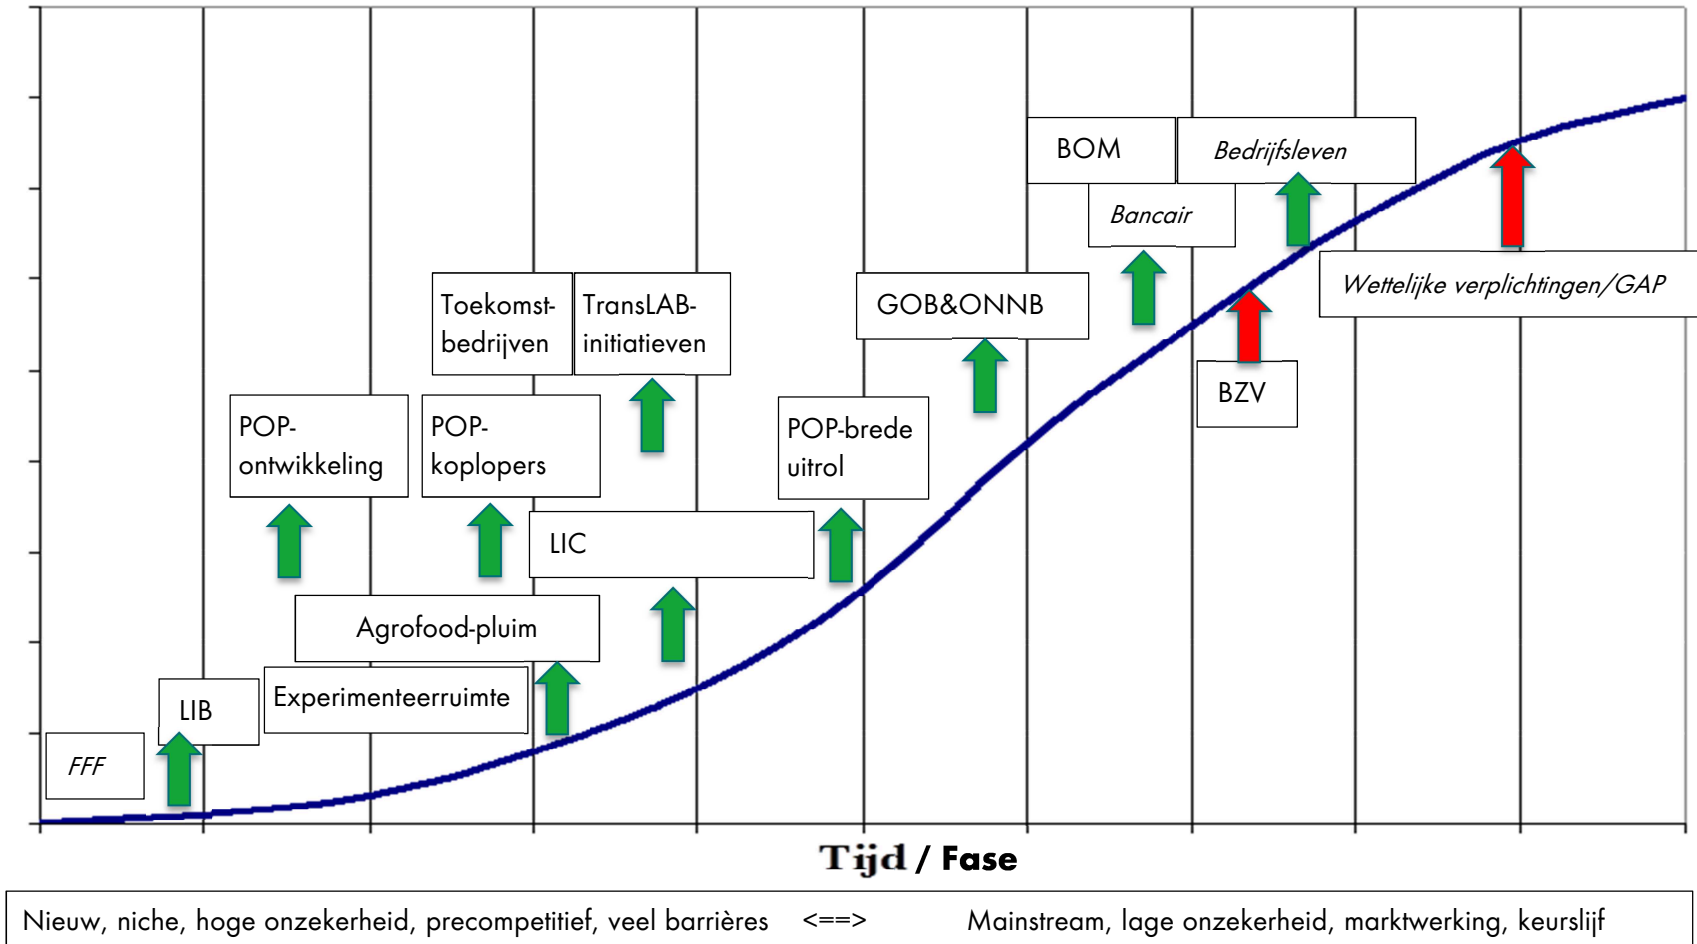 BOM
Bedrijfsleven
Bancair
Toekomst-
bedrijven
TransLAB-
initiatieven
GOB&ONNB
Wettelijke verplichtingen/GAP
BZV
POP-
ontwikkeling
POP-
koplopers
POP-brede
uitrol
LIC
Agrofood-pluim
Experimenteerruimte
LIB
FFF
Tijd / Fase
Nieuw, niche, hoge onzekerheid, precompetitief, veel barrières <==> Mainstream, lage onzekerheid, marktwerking, keurslijf